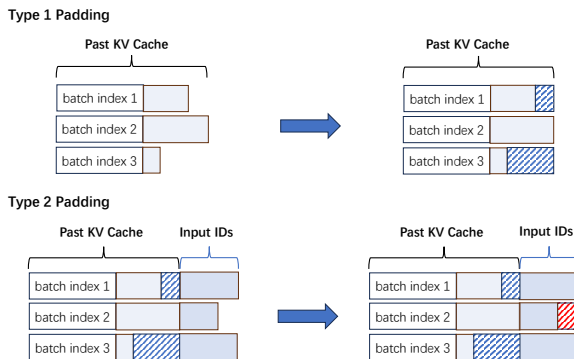 Type 1 Padding
Past KV Cache
Past KV Cache
batch index 1
batch index 1
batch index 2
batch index 2
batch index 3
batch index 3
Type 2 Padding
Past KV Cache Input IDs
Past KV Cache Input IDs
batch index 1
batch index 1
batch index 2
batch index 2
batch index 3
batch index 3